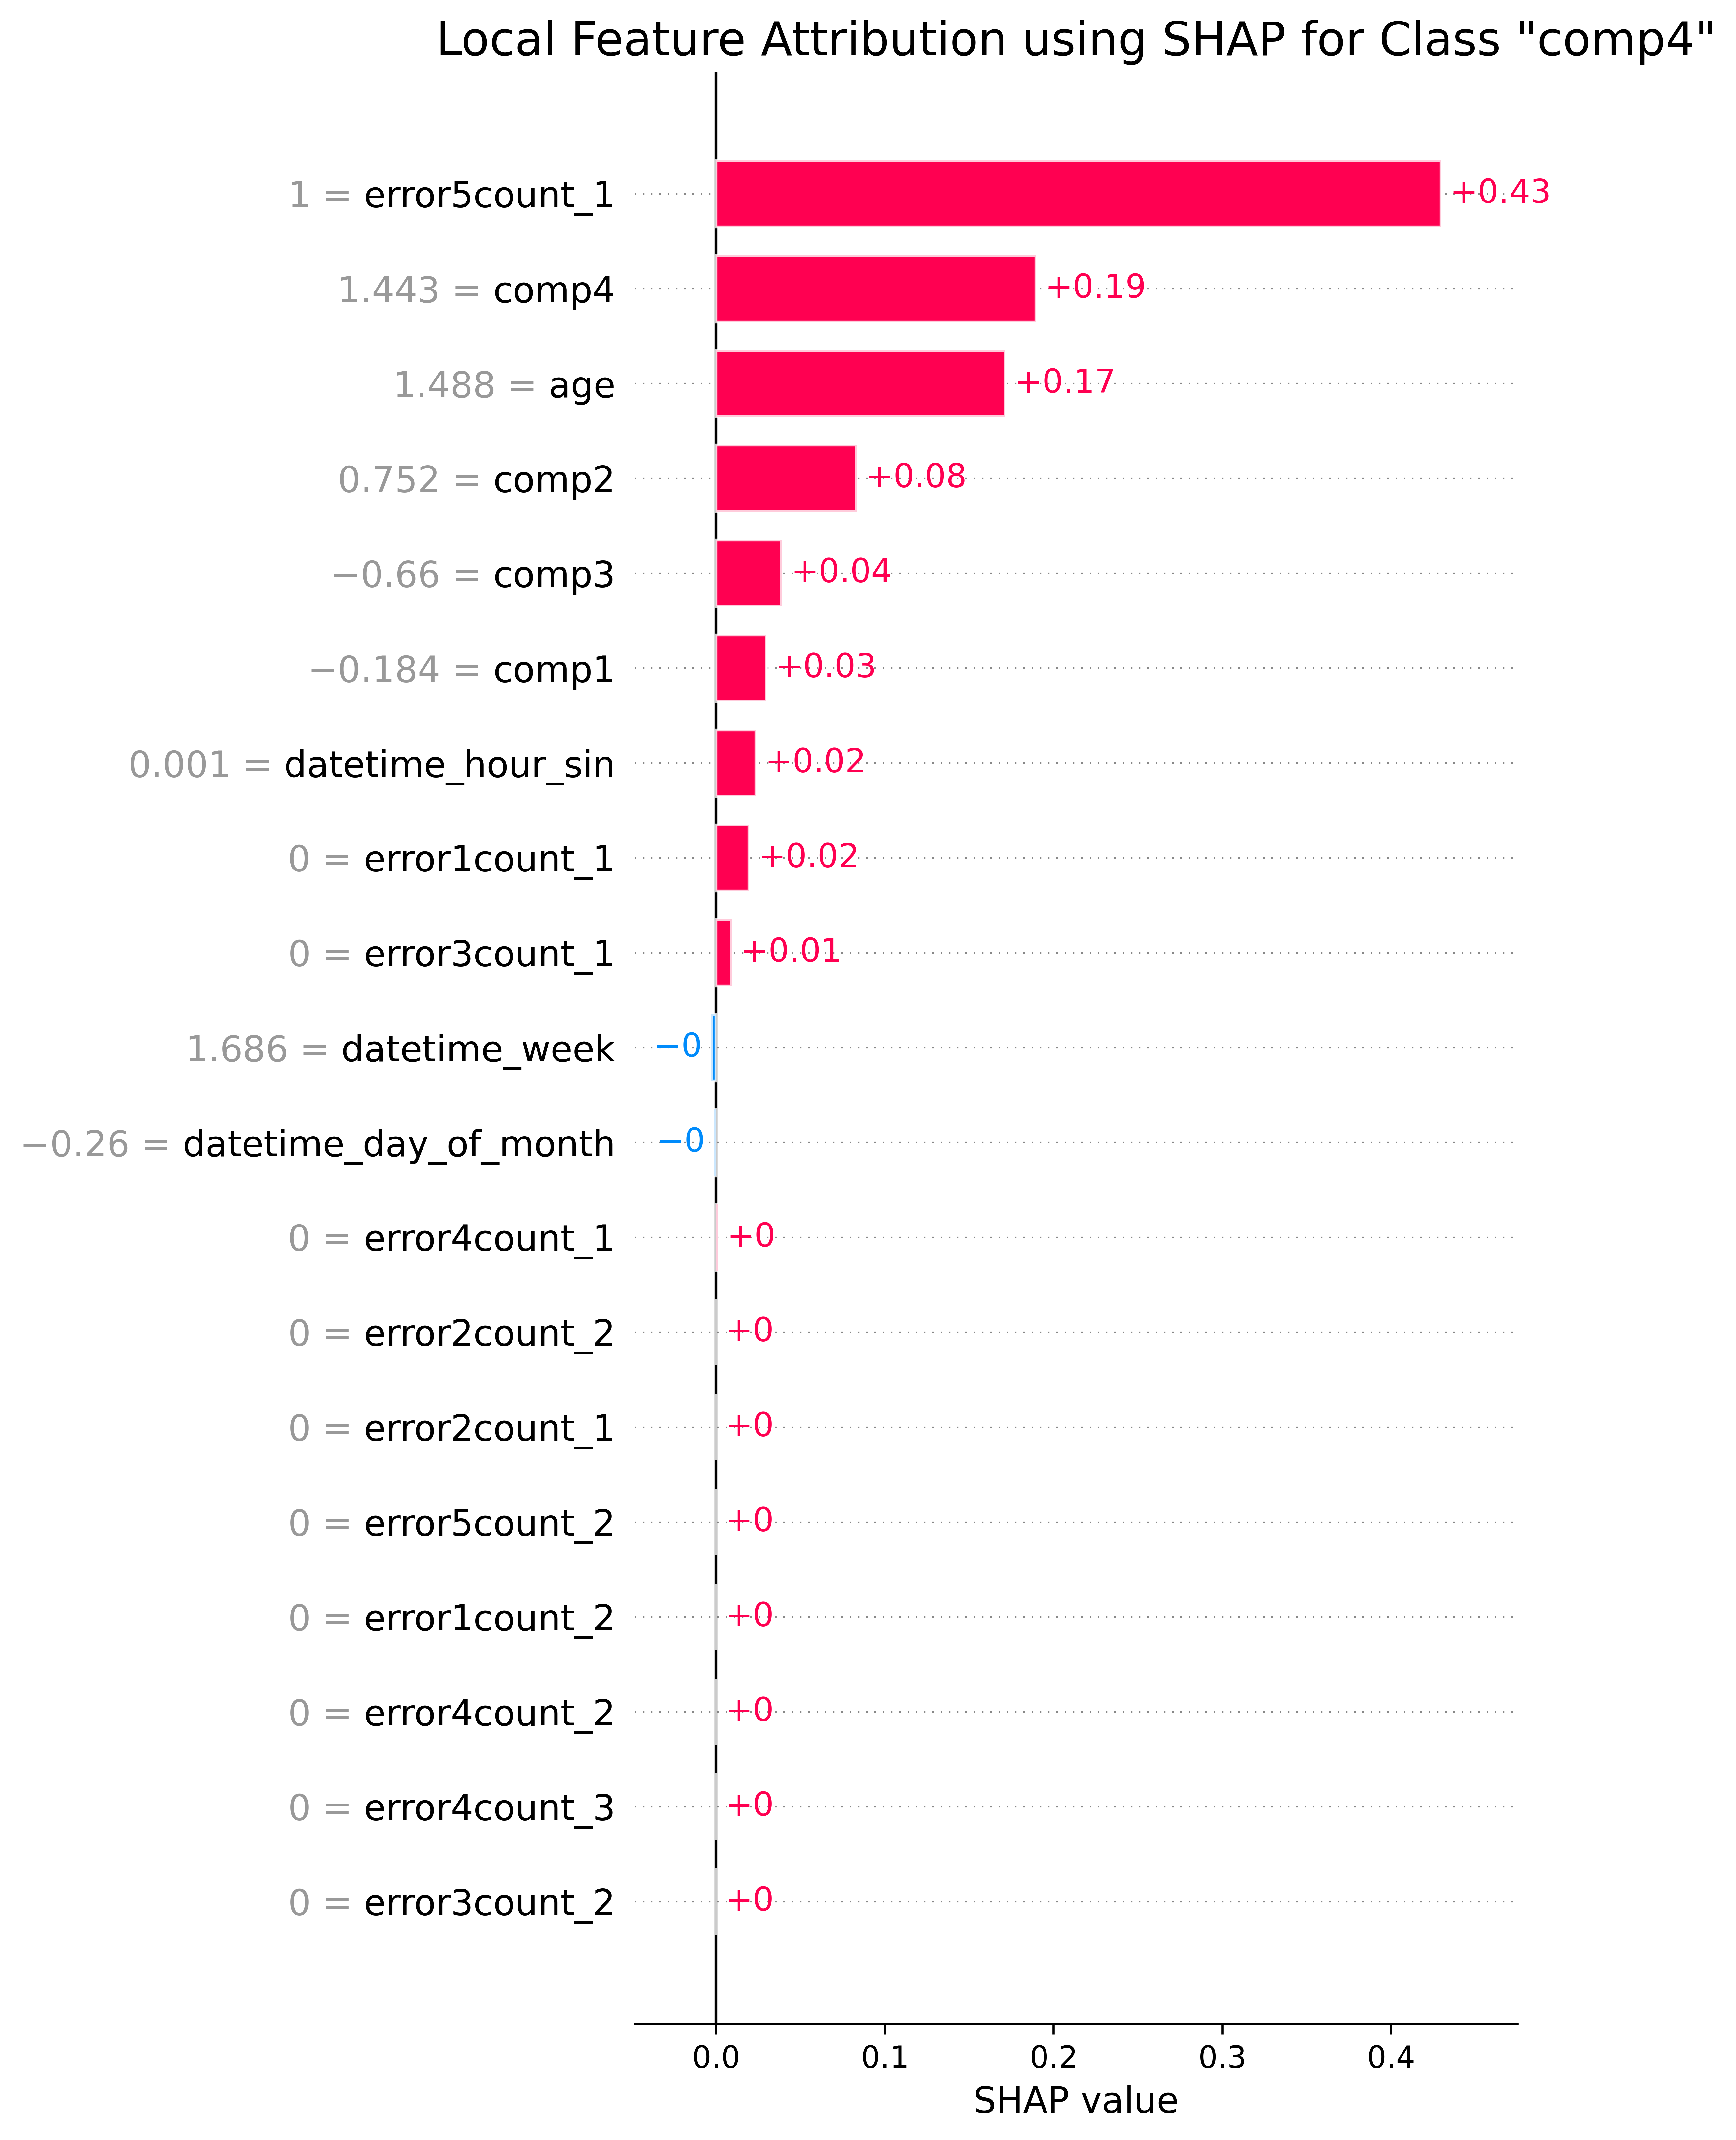 Local Feature Attribution using SHAP for Class "comp4"
1 = error5count_1 +0.43
1.443 = comp4 +0.19
1.488 = age +0.17
0.752 = comp2 +0.08
−0.66 = comp3 +0.04
−0.184 = comp1 +0.03
0.001 = datetime_hour_sin +0.02
0 = error1count_1 +0.02
0 = error3count_1 +0.01
1.686 = datetime_week −0
−0.26 = datetime_day_of_month −0
0 = error4count_1 +0
0 = error2count_2 +0
0 = error2count_1 +0
0 = error5count_2 +0
0 = error1count_2 +0
0 = error4count_2 +0
0 = error4count_3 +0
0 = error3count_2 +0
0.0 0.1 0.2 0.3 0.4
SHAP value